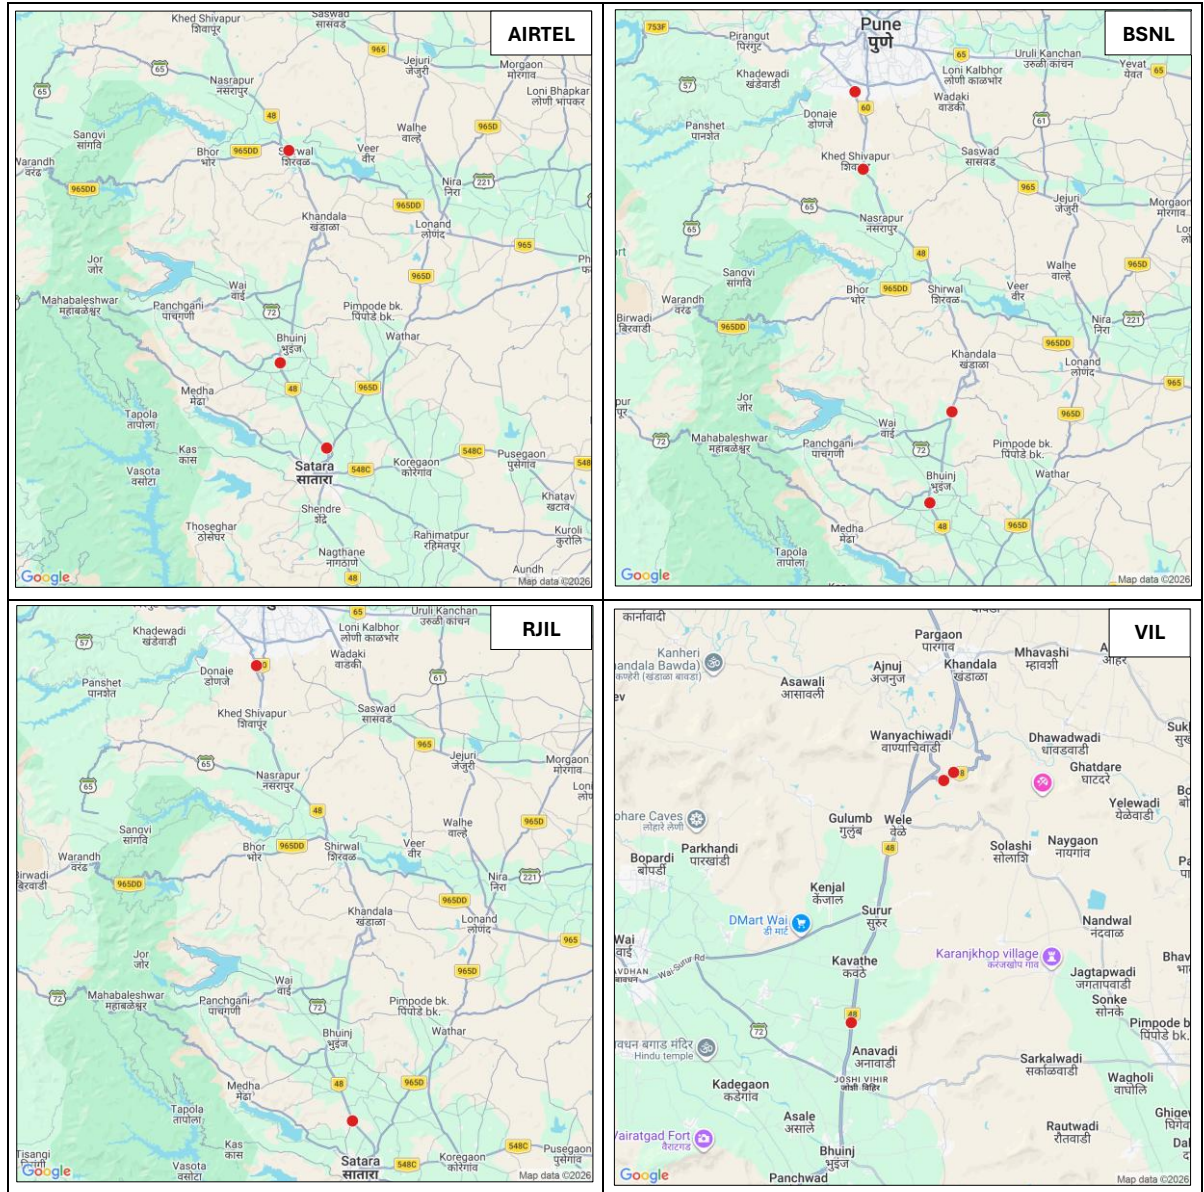 AIRTEL
Khed Shivapur
शिवापूर
Saswad
सासवड
965
Jejuri
जेजुरी
Morgaon
मोरगाव
65
65
Nasrapur
नसरापूर
Loni Bhapkar
लोणी भापकर
48
Sangvi
सांगवि
Walhe
वाल्हे
965D
Bhor
भोर
965DD
शिरवळ
Veer
वीर
Warandh
वरंढ
965DD
Nira
निरा
221
965DD
Khandala
खंडाळा
Lonand
लोणंद
965
Jor
जोर
965D
Wai
वाई
Mahabaleshwar
महाबळेश्वर
Panchgani
पाचगणी
72
Pimpode bk.
पिंपोडे बk.
Wathar
Bhuinj
भुइंज
Medha
मेढा
48
965D
Tapola
तापोला
Kas
कास
Satara
सातारा
548C
548C
Koregaon
कोरेगांव
Pusegaon
पुसेगांव
548
Vasota
वासोटा
Khatav
खटाव
Shendre
शेंद्रे
Thoseghar
ठोसेघर
Rahimatpur
रहिमतपूर
Kuroli
कुरोलि
Nagthane
नागठाणे
Aundh
48
Google
Map data ©2026
BSNL
753F
Pirangut
पिरंगुट
Pune
पुणे
65
Uruli Kanchan
उरुळी कांचन
Yevat
येवत
65
Khadewadi
खंडेवाडी
Loni Kalbhor
लोणी काळभोर
57
60
Wadaki
वाडकी
Donaje
डोणजे
61
Panshet
पानशेत
Khed Shivapur
Saswad
सासवड
965
65
Jejuri
जेजुरी
Morgaon
मोरगाव
65
Nasrapur
नसरापूर
48
Sangvi
सांगवि
Walhe
वाल्हे
965D
Bhor
भोर
965DD
Shirwal
शिरवळ
Veer
वीर
Warandh
वरंढ
Birwadi
बिरवाडी
965DD
Nira
निरा
221
965DD
Khandala
खंडाळा
Lonand
लोणंद
965
Jor
जोर
965D
Wai
वाई
72
Mahabaleshwar
महाबळेश्वर
Panchgani
पाचगणी
72
Pimpode bk.
पिंपोडे बk.
Wathar
Bhuinj
भुइंज
Medha
मेढा
48
965D
Tapola
तापोला
Google
Map data ©2026
RJIL
65
Uruli Kanchan
उरुळी कांचन
57
Khadewadi
खंडेवाडी
Loni Kalbhor
लोणी काळभोर
Wadaki
वाडकी
Donaje
डोणजे
61
Panshet
पानशेत
Khed Shivapur
शिवापूर
Saswad
सासवड
965
65
Jejuri
जेजुरी
Morgaon
मोरगाव
65
Nasrapur
नसरापूर
48
Sangvi
सांगवि
Walhe
वाल्हे
965D
Bhor
भोर
965DD
Shirwal
शिरवळ
Veer
वीर
Warandh
वरंढ
Birwadi
बिरवाडी
965DD
Nira
निरा
221
965DD
Khandala
खंडाळा
Lonand
लोणंद
965
Jor
जोर
965D
Wai
वाई
72
Mahabaleshwar
महाबळेश्वर
Panchgani
पाचगणी
72
Pimpode bk.
पिंपोडे बk.
Wathar
Bhuinj
भुइंज
Medha
मेढा
48
965D
Tapola
तापोला
Kas
कास
Satara
सातारा
548C
548C
Koregaon
कोरेगांव
Pusegaon
पुसेगांव
Vasota
वासोटा
Google
Map data ©2026
VIL
कार्नावादी
Pargaon
पारगाव
Kanheri
Khandala
खंडाळा
Mhavashi
म्हावशी
Ajnuj
अजनुज
Asawali
आसावली
Wanyachiwadi
वाण्याचिवाडी
Dhawadwadi
धावडवाडी
Ghatdare
घाटदरे
Yelewadi
येळेवाडी
लोहारे लेणी
Gulumb
गुलुंब
Wele
वेळे
Parkhandi
पारखांडी
Bopardi
बोपर्डी
48
Solashi
सोलाशि
Naygaon
नायगांव
Kenjal
केंजाल
DMart Wai
डी मार्ट
Surur
सुरुर
Nandwal
नंदवाळ
Wai
वाई
Wai-Surur Rd
Kavathe
कवठे
Karanjkhop village
करंजखोप गाव
Jagtapwadi
जगतापवाडी
Sonke
सोनके
48
72
Hindu temple
Anavadi
अनावाडी
JOSHI VIHIR
जोशी विहिर
Sarkalwadi
सर्काळवाडी
Wagholi
वाघोलि
Kadegaon
कडेगांव
Asale
असाले
Rautwadi
रौतवाडी
Vairatgad Fort
वैराटगड
Bhuinj
भुइंज
Panchwad
Google
Map data ©2026